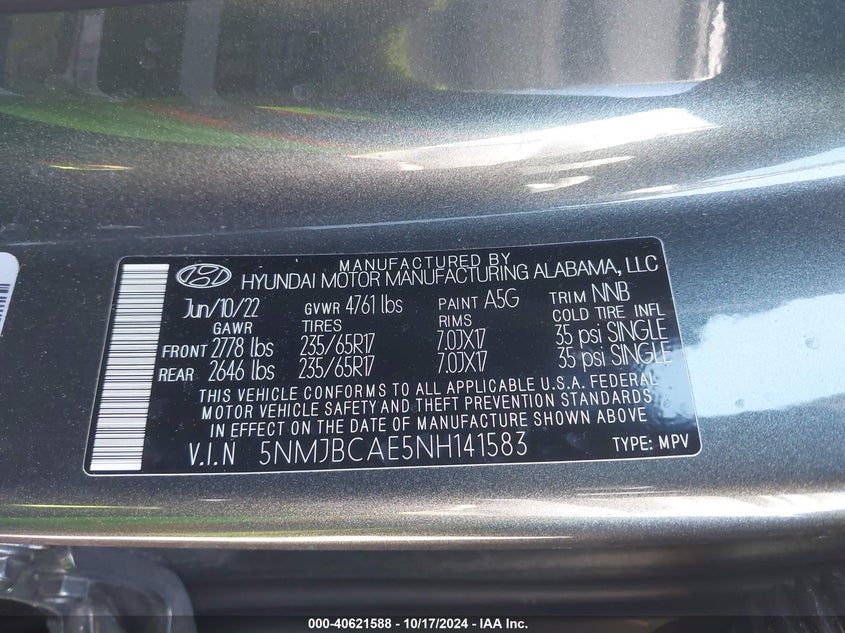 MANUFACTURED BY
HYUNDAI MOTOR MANUFACTURING ALABAMA, LLC
Jun/10/22 GVWR 4761 lbs PAINT A5G TRIM NNB
GAWR TIRES RIMS COLD TIRE INFL
FRONT 2778 lbs 235/65R17 7.0JX17 35 psi SINGLE
REAR 2646 lbs 235/65R17 7.0JX17 35 psi SINGLE
THIS VEHICLE CONFORMS TO ALL APPLICABLE U.S.A. FEDERAL
MOTOR VEHICLE SAFETY AND THEFT PREVENTION STANDARDS
IN EFFECT ON THE DATE OF MANUFACTURE SHOWN ABOVE
V.I.N 5NMJBCAE5NH141583 TYPE: MPV
000-40621588 - 10/17/2024 - IAA Inc.